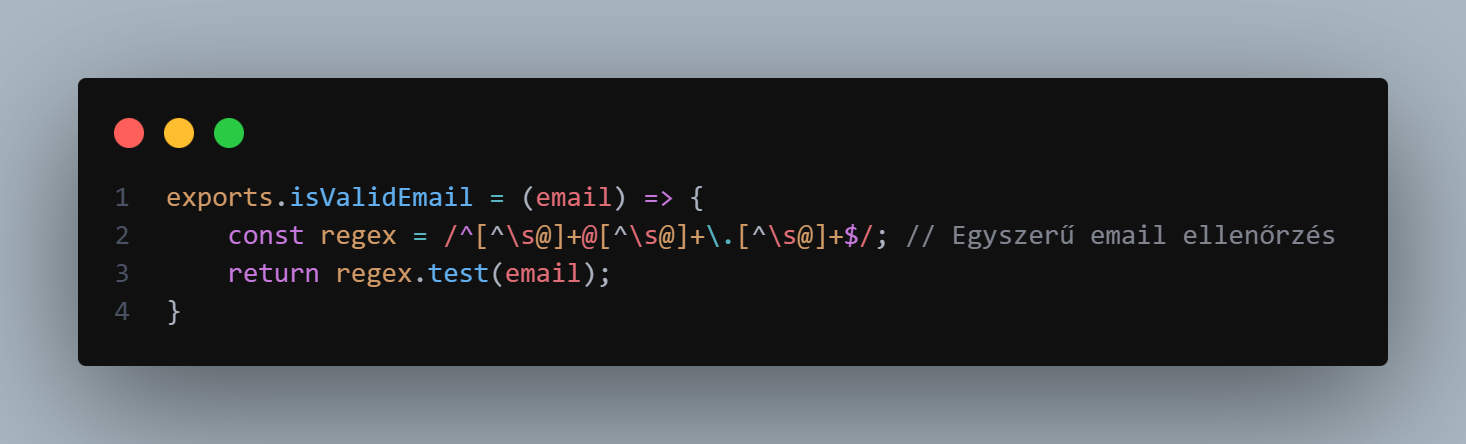 1 exports.isValidEmail = (email) => {
2 const regex = /^[^\s@]+@[^\s@]+\.[^\s@]+$/; // Egyszerű email ellenőrzés
3 return regex.test(email);
4 }